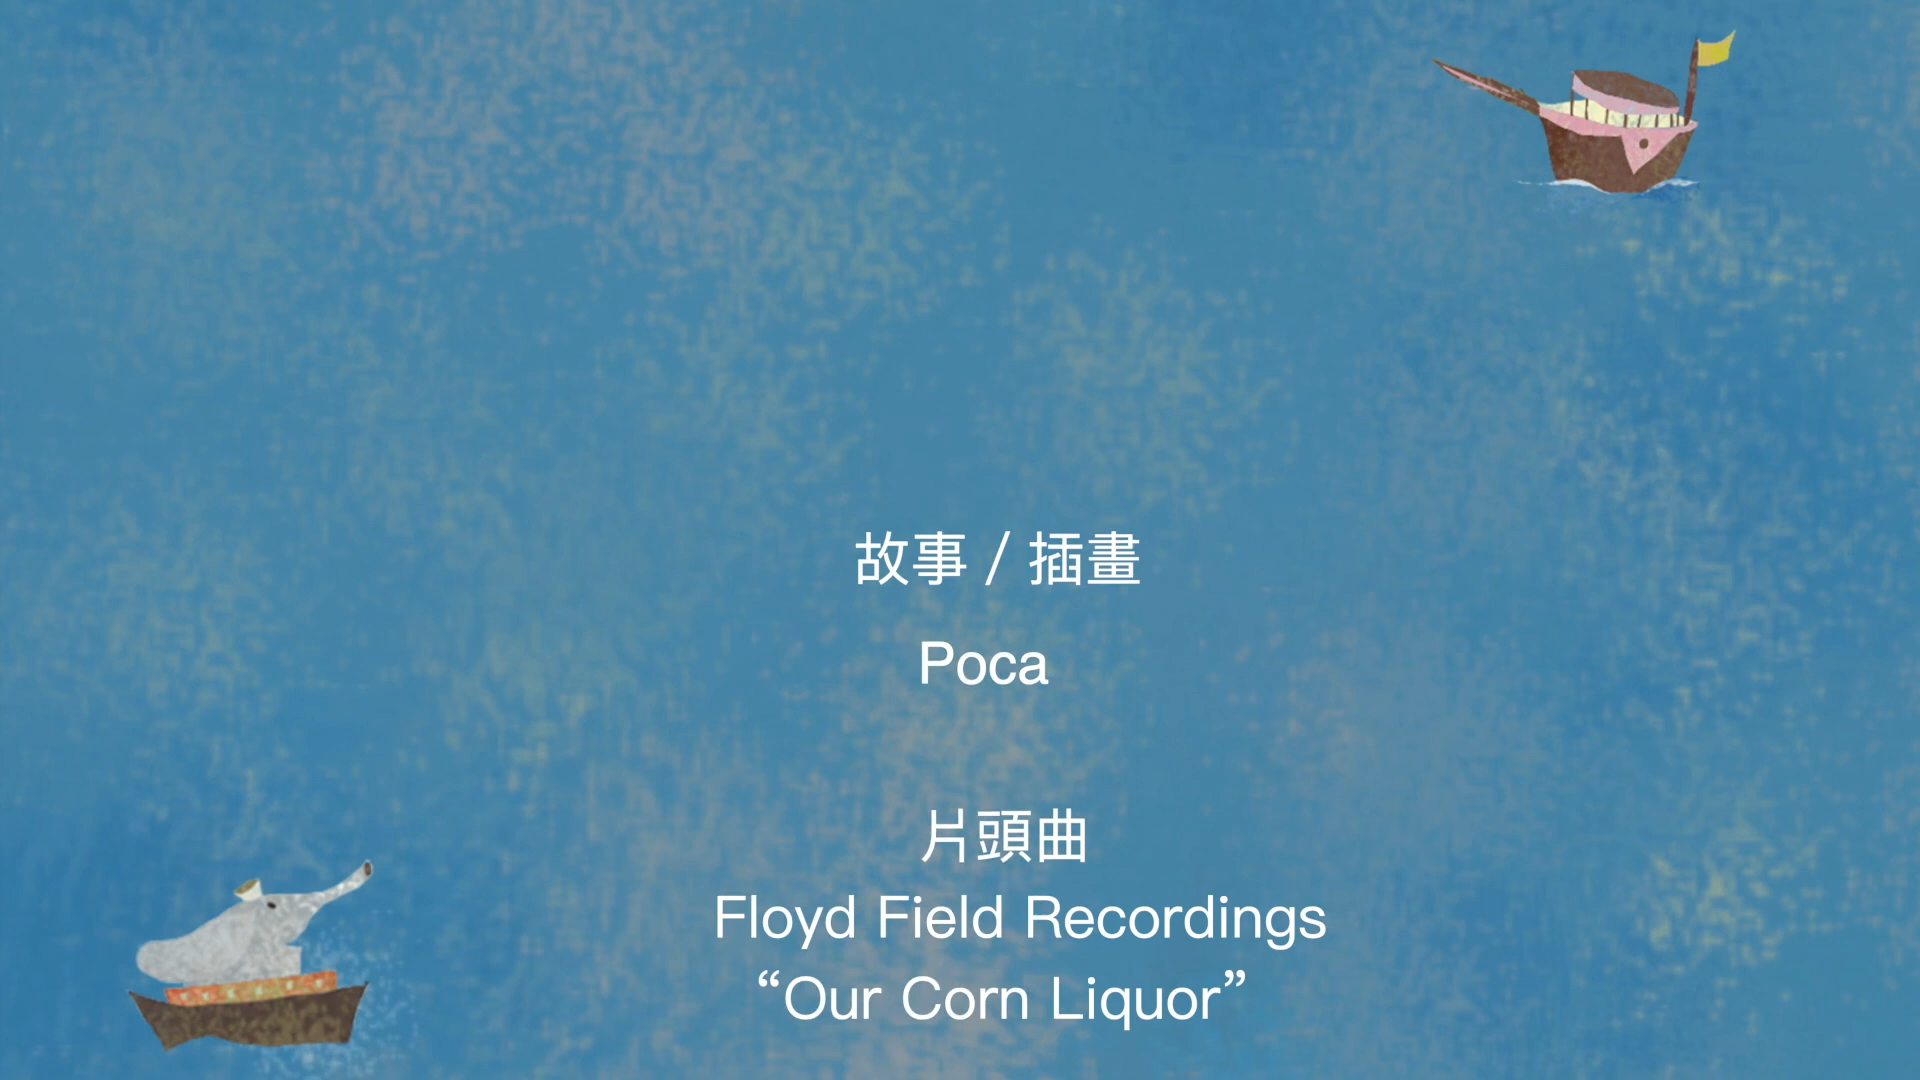 故事 / 插畫
Poca
片頭曲
Floyd Field Recordings
“Our Corn Liquor”